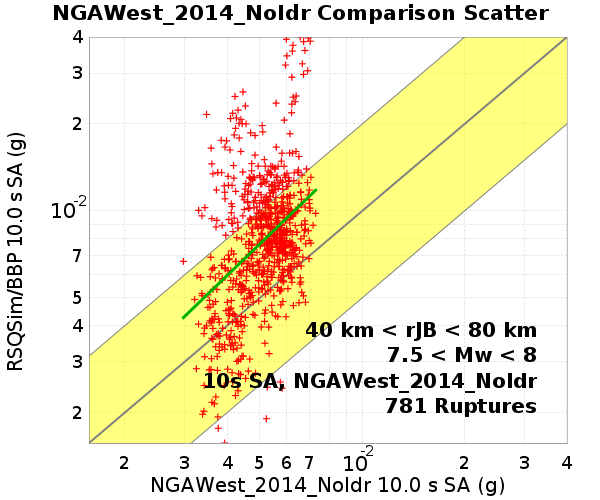 NGAWest_2014_NoIdr Comparison Scatter
RSQSim/BBP 10.0 s SA (g)
4
3
2
10-2
7
5
4
3
2
40 km < rJB < 80 km
7.5 < Mw < 8
10s SA, NGAWest_2014_NoIdr
781 Ruptures
2 3 4 5 6 7 10-2 2 3 4
NGAWest_2014_NoIdr 10.0 s SA (g)